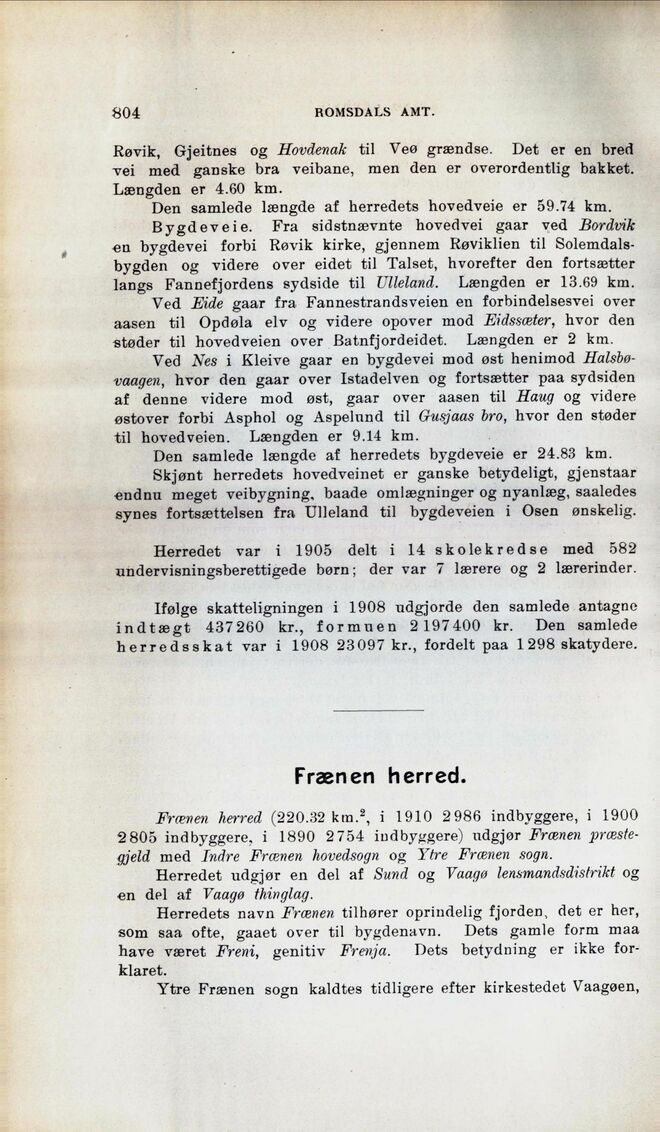 804
ROMSDALS AMT.
Røvik, Gjeitnes og Hovdenak til Veø grændse. Det er en bred
vei med ganske bra veibane, men den er overordentlig bakket.
Længden er 4.60 km.
Den samlede længde af herredets hovedveie er 59.74 km.
Bygdeveie. Fra sidstnævnte hovedvei gaar ved Bordvik
en bygdevei forbi Røvik kirke, gjennem Røviklien til Solemdals-
bygden og videre over eidet til Talset, hvorefter den fortsætter
langs Fannefjordens sydside til Ulleland. Længden er 13.69 km.
Ved Eide gaar fra Fannestrandsveien en forbindelsesvei over
aasen til Opdøla elv og videre opover mod Eidssæter, hvor den
støder til hovedveien over Batnfjordeidet. Længden er 2 km.
Ved Nes i Kleive gaar en bygdevei mod øst henimod Halsbø-
vaagen, hvor den gaar over Istadelven og fortsætter paa sydsiden
af denne videre mod øst, gaar over aasen til Haug og videre
østover forbi Asphol og Aspelund til Gusjaas bro, hvor den støder
til hovedveien. Længden er 9.14 km.
Den samlede længde af herredets bygdeveie er 24.83 km.
Skjønt herredets hovedveinet er ganske betydeligt, gjenstaar
endnu meget veibygning, baade omlægninger og nyanlæg, saaledes
synes fortsættelsen fra Ulleland til bygdeveien i Osen ønskelig.
Herredet var i 1905 delt i 14 skolekredse med 582
undervisningsberettigede børn; der var 7 lærere og 2 lærerinder.
Ifølge skatteligningen i 1908 udgjorde den samlede antagne
indtægt 437260 kr., formuen 2197400 kr. Den samlede
herredsskat var i 1908 23097 kr., fordelt paa 1298 skatydere.
Frænen herred.
Frænen herred (220.32 km.², i 1910 2986 indbyggere, i 1900
2805 indbyggere, i 1890 2754 indbyggere) udgjør Frænen præste-
gjeld med Indre Frænen hovedsogn og Ytre Frænen sogn.
Herredet udgjør en del af Sund og Vaagø lensmandsdistrikt og
en del af Vaagø thinglag.
Herredets navn Frænen tilhører oprindelig fjorden, det er her,
som saa ofte, gaaet over til bygdenavn. Dets gamle form maa
have været Freni, genitiv Frenja. Dets betydning er ikke for-
klaret.
Ytre Frænen sogn kaldtes tidligere efter kirkestedet Vaagøen,